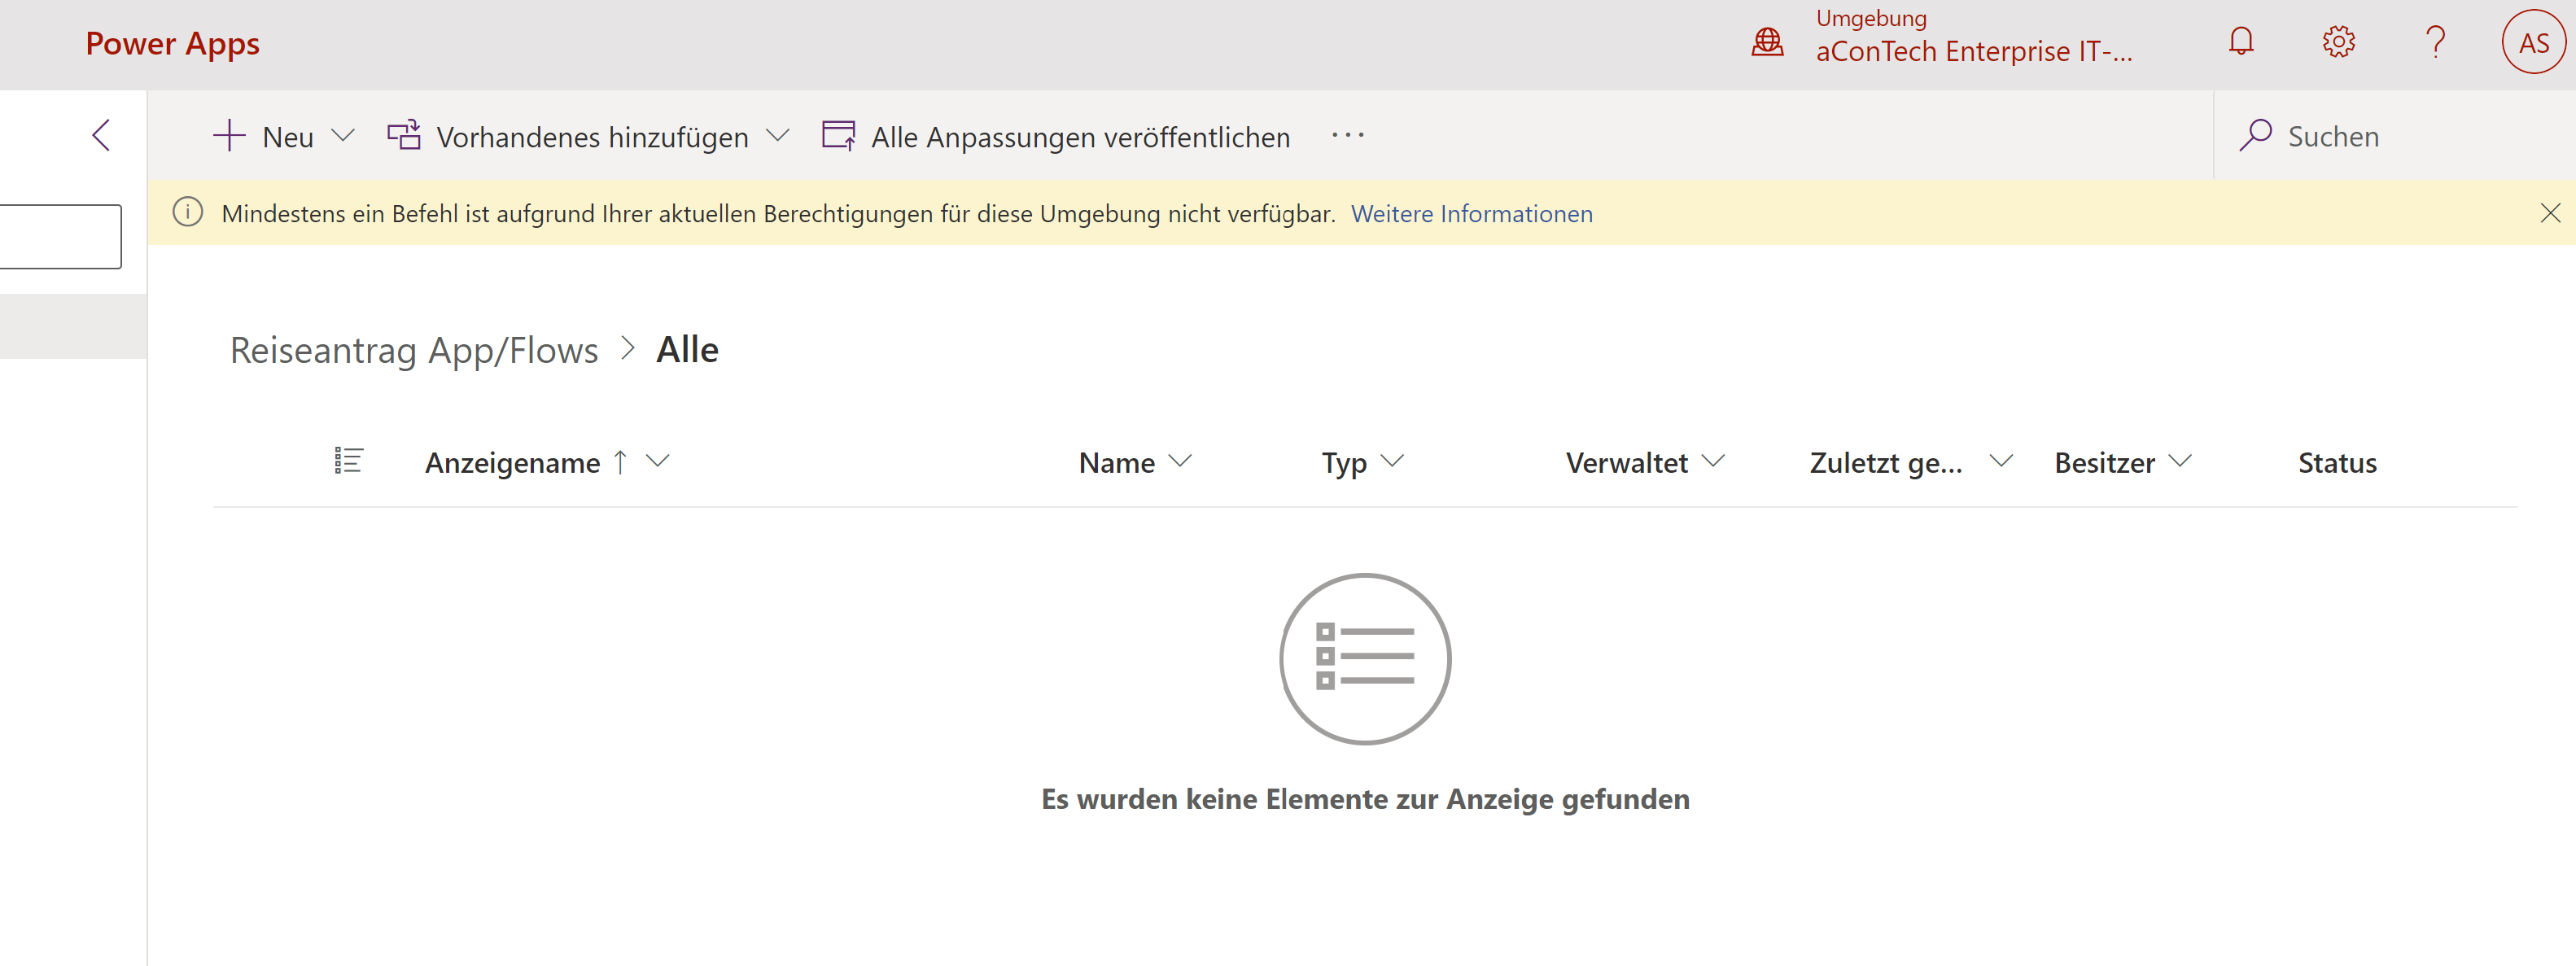 Power Apps
Umgebung
aConTech Enterprise IT-...
?
AS
Neu
Vorhandenes hinzufügen
Alle Anpassungen veröffentlichen
...
Suchen
Mindestens ein Befehl ist aufgrund Ihrer aktuellen Berechtigungen für diese Umgebung nicht verfügbar. Weitere Informationen
Reiseantrag App/Flows > Alle
Anzeigename ↑
Name
Typ
Verwaltet
Zuletzt ge...
Besitzer
Status
Es wurden keine Elemente zur Anzeige gefunden